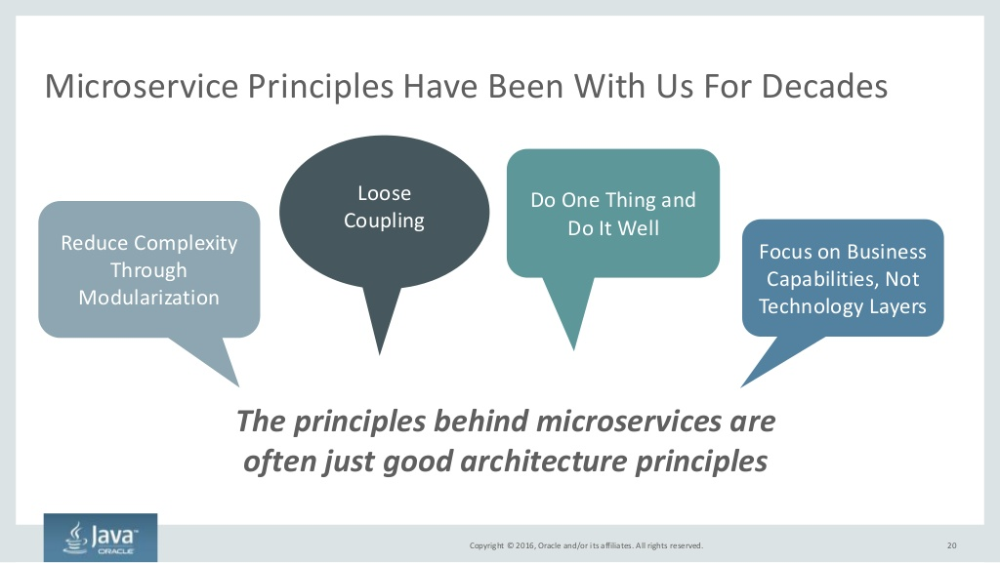 Microservice Principles Have Been With Us For Decades
Reduce Complexity
Through
Modularization
Loose
Coupling
Do One Thing and
Do It Well
Focus on Business
Capabilities, Not
Technology Layers
The principles behind microservices are
often just good architecture principles
Java™
ORACLE
Copyright © 2016, Oracle and/or its affiliates. All rights reserved.
20